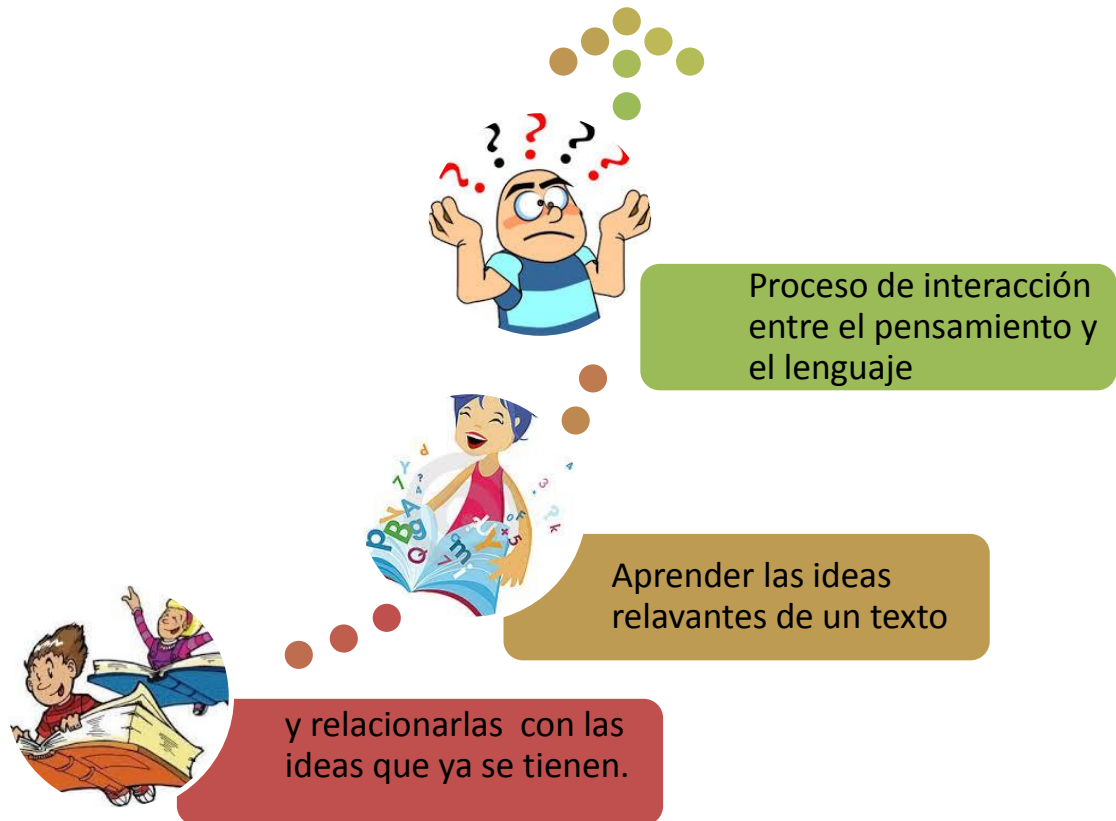 Proceso de interacción
entre el pensamiento y
el lenguaje
Aprender las ideas
relavantes de un texto
y relacionarlas  con las
ideas que ya se tienen.